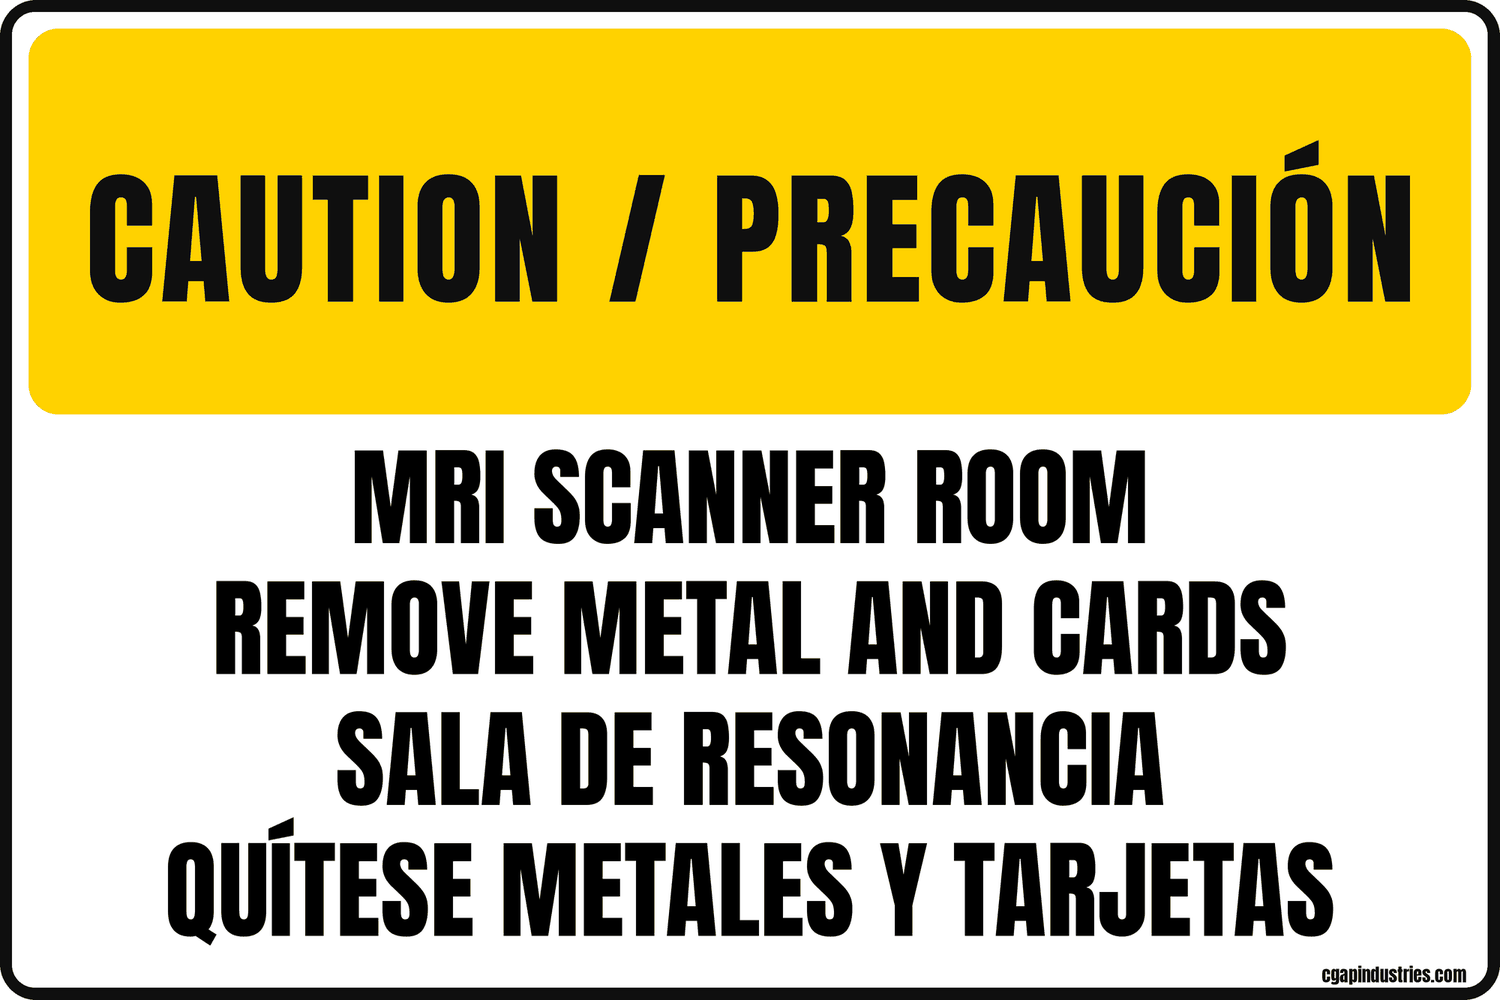 CAUTION / PRECAUCIÓN
MRI SCANNER ROOM
REMOVE METAL AND CARDS
SALA DE RESONANCIA
QUÍTESE METALES Y TARJETAS
cgapindustries.com